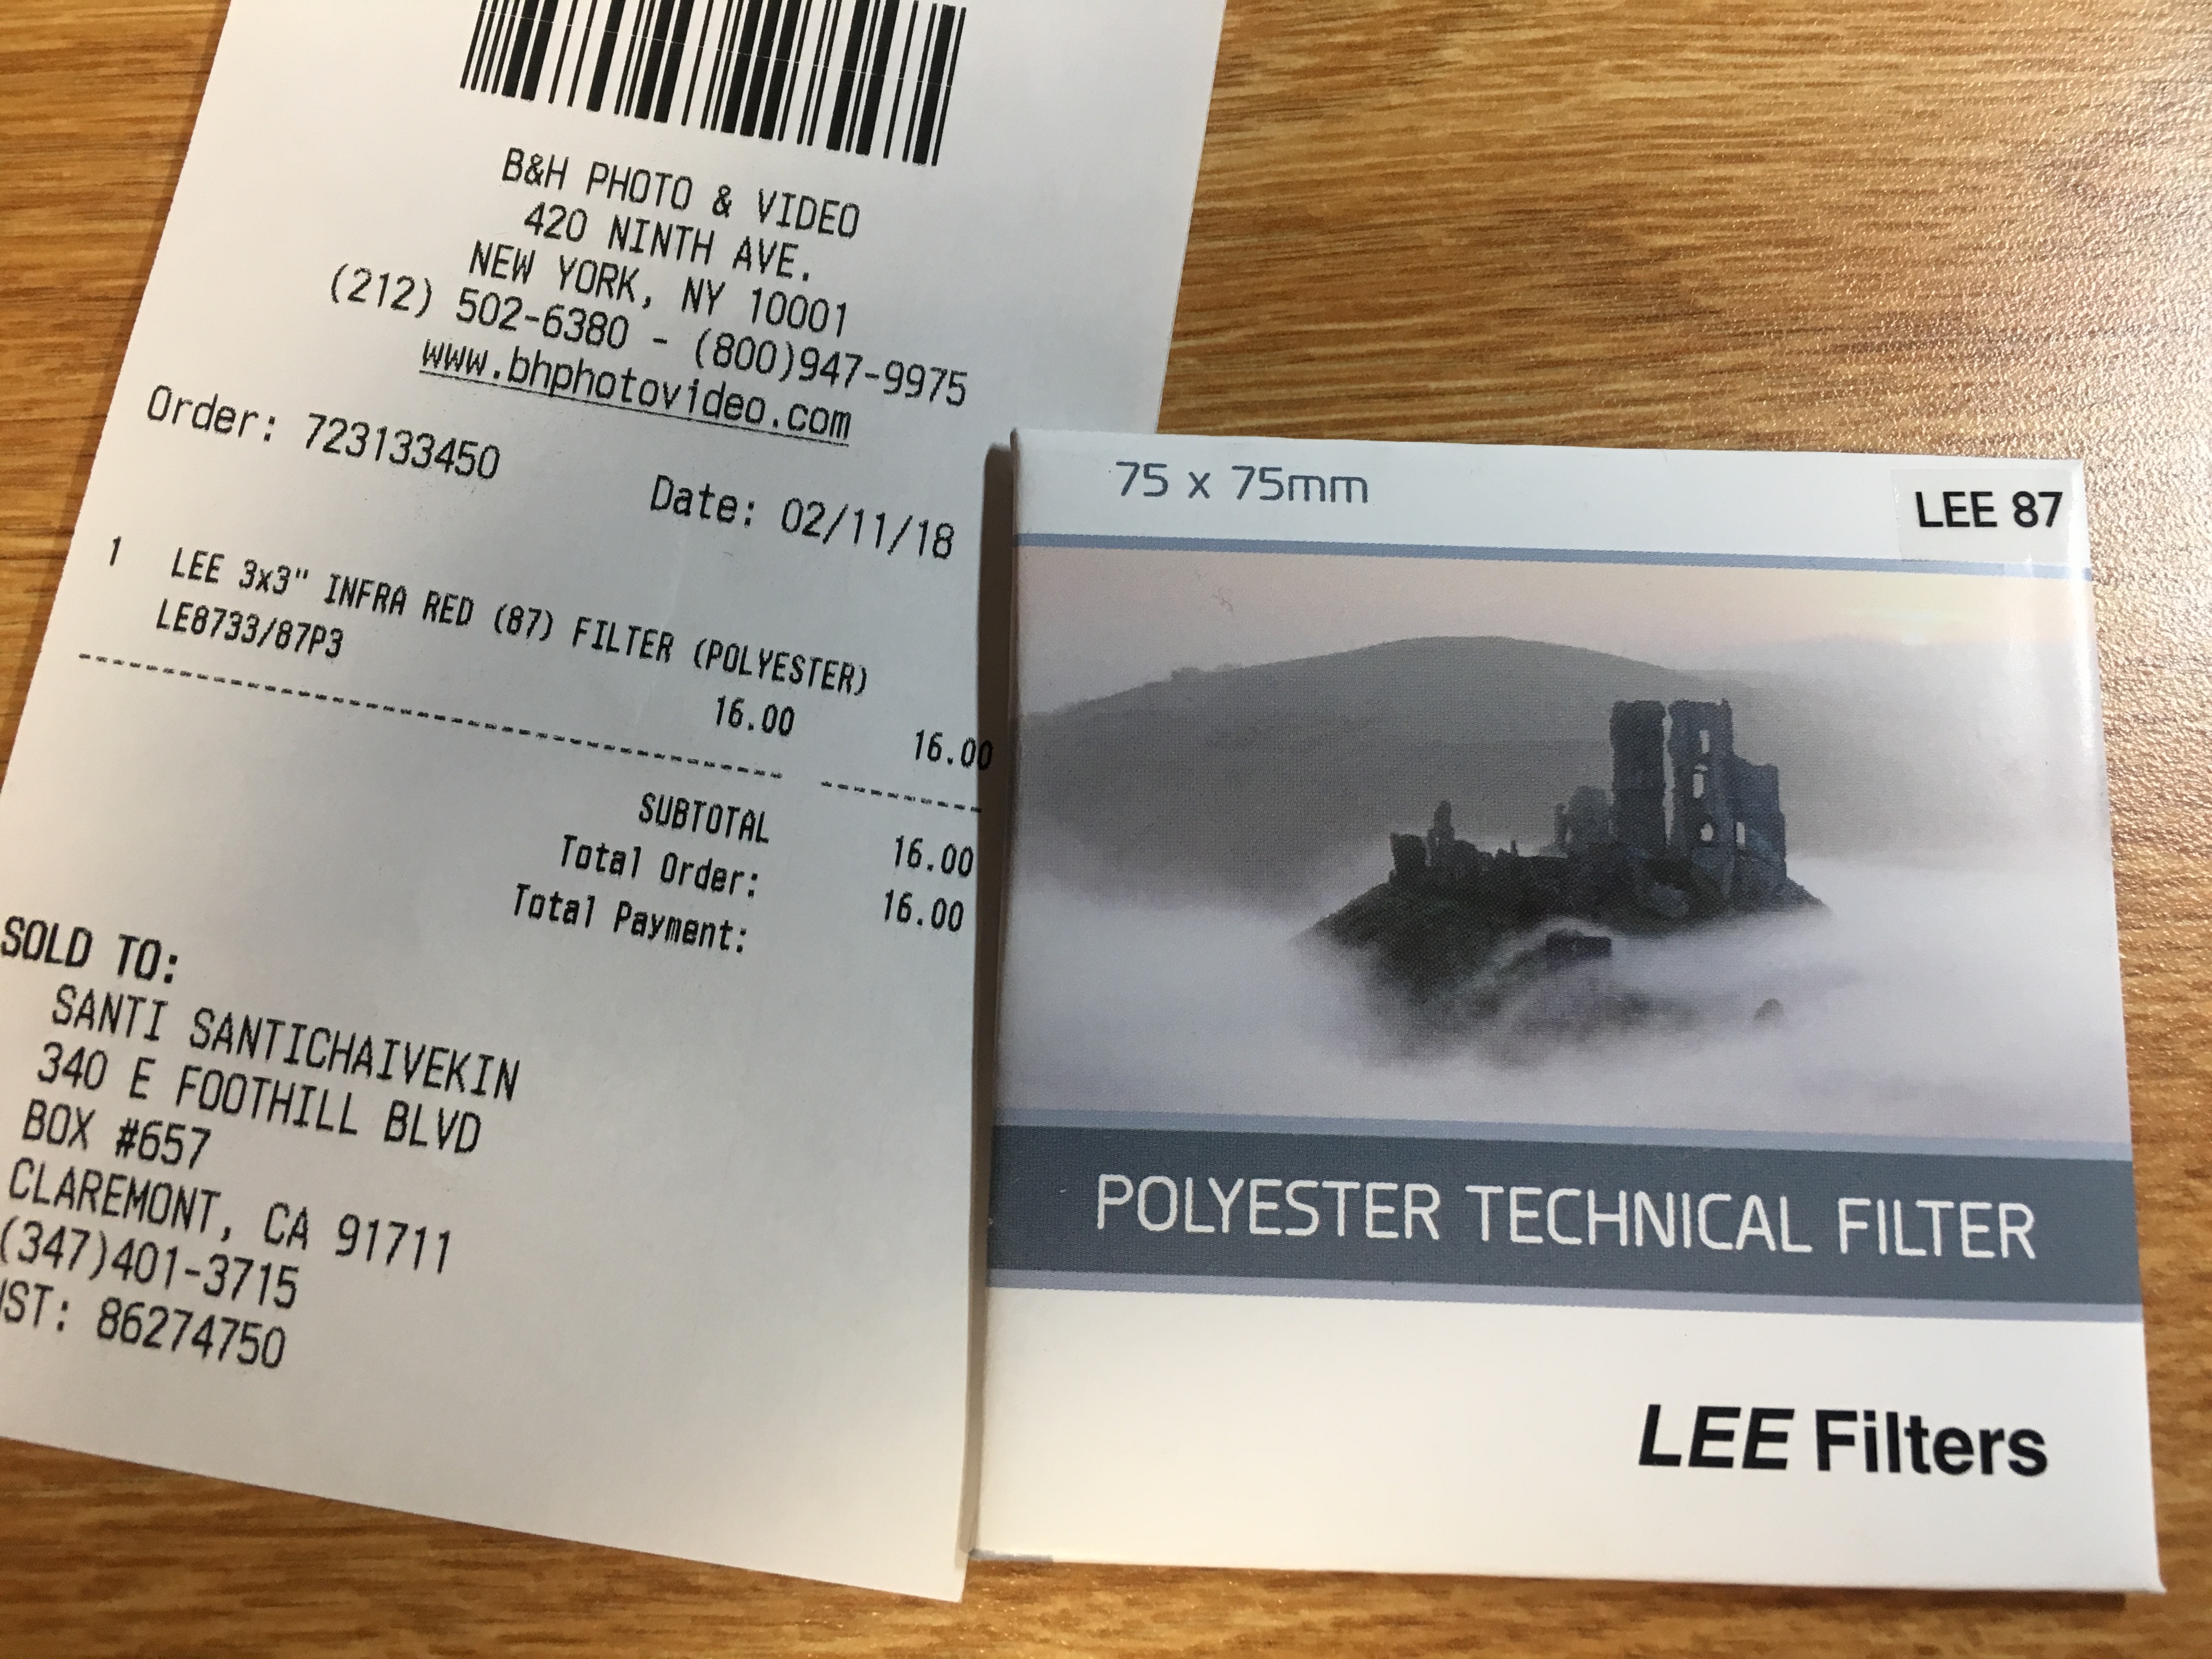 B&H PHOTO & VIDEO
420 NINTH AVE.
NEW YORK, NY 10001
(212) 502-6380 - (800)947-9975
www.bhphotovideo.com
Order: 723133450
Date: 02/11/18
1 LEE 3x3" INFRA RED (87) FILTER (POLYESTER)
LE8733/87P3
16.00 16.00
SUBTOTAL 16.00
Total Order: 16.00
Total Payment:
SOLD TO:
SANTI SANTICHAIVEKIN
340 E FOOTHILL BLVD
BOX #657
CLAREMONT, CA 91711
(347)401-3715
UST: 86274750
75 x 75mm
LEE 87
POLYESTER TECHNICAL FILTER
LEE Filters